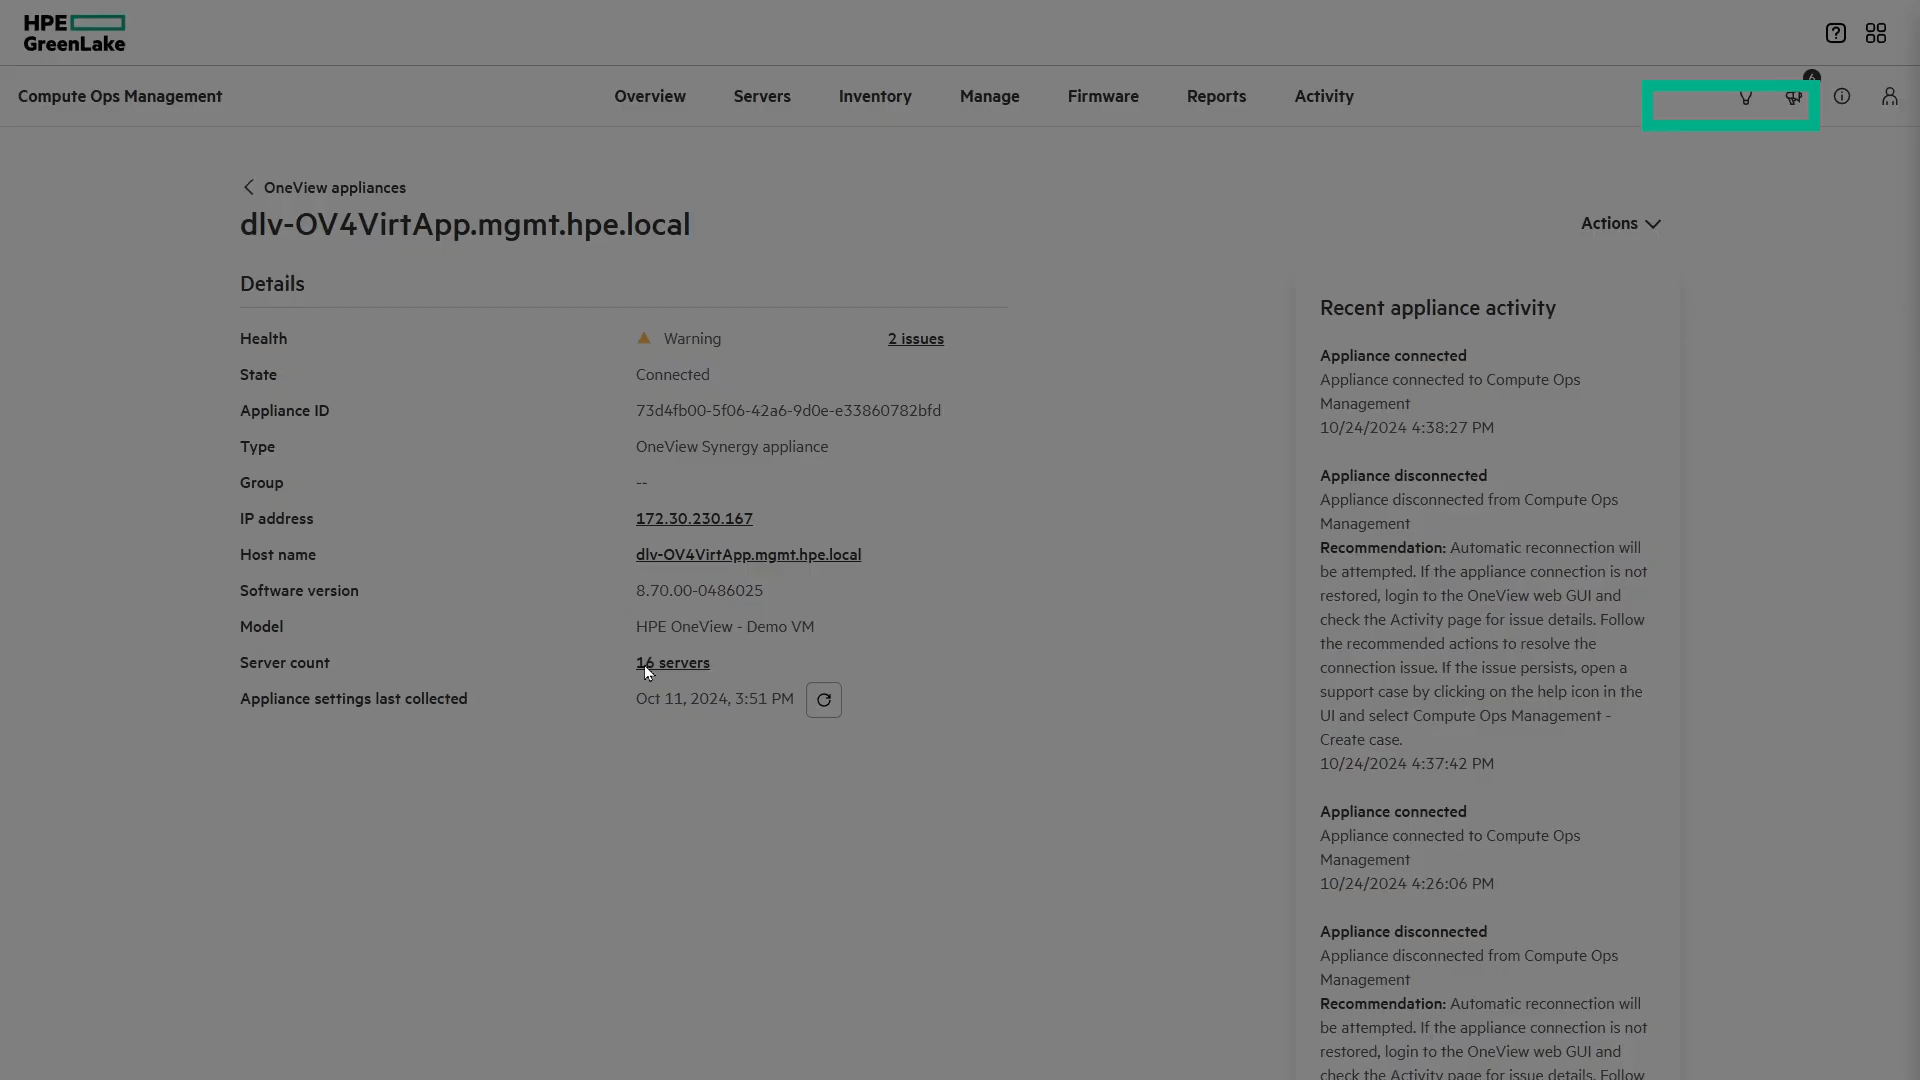 HPE
GreenLake
Compute Ops Management
Overview
Servers
Inventory
Manage
Firmware
Reports
Activity
OneView appliances
dlv-OV4VirtApp.mgmt.hpe.local
Actions
Details
Health
Warning
2 issues
State
Connected
Appliance ID
73d4fb00-5f06-42a6-9d0e-e33860782bfd
Type
OneView Synergy appliance
Group
--
IP address
172.30.230.167
Host name
dlv-OV4VirtApp.mgmt.hpe.local
Software version
8.70.00-0486025
Model
HPE OneView - Demo VM
Server count
16 servers
Appliance settings last collected
Oct 11, 2024, 3:51 PM
Recent appliance activity
Appliance connected
Appliance connected to Compute Ops
Management
10/24/2024 4:38:27 PM
Appliance disconnected
Appliance disconnected from Compute Ops
Management
Recommendation: Automatic reconnection will
be attempted. If the appliance connection is not
restored, login to the OneView web GUI and
check the Activity page for issue details. Follow
the recommended actions to resolve the
connection issue. If the issue persists, open a
support case by clicking on the help icon in the
UI and select Compute Ops Management -
Create case.
10/24/2024 4:37:42 PM
Appliance connected
Appliance connected to Compute Ops
Management
10/24/2024 4:26:06 PM
Appliance disconnected
Appliance disconnected from Compute Ops
Management
Recommendation: Automatic reconnection will
be attempted. If the appliance connection is not
restored, login to the OneView web GUI and
check the Activity page for issue details. Follow